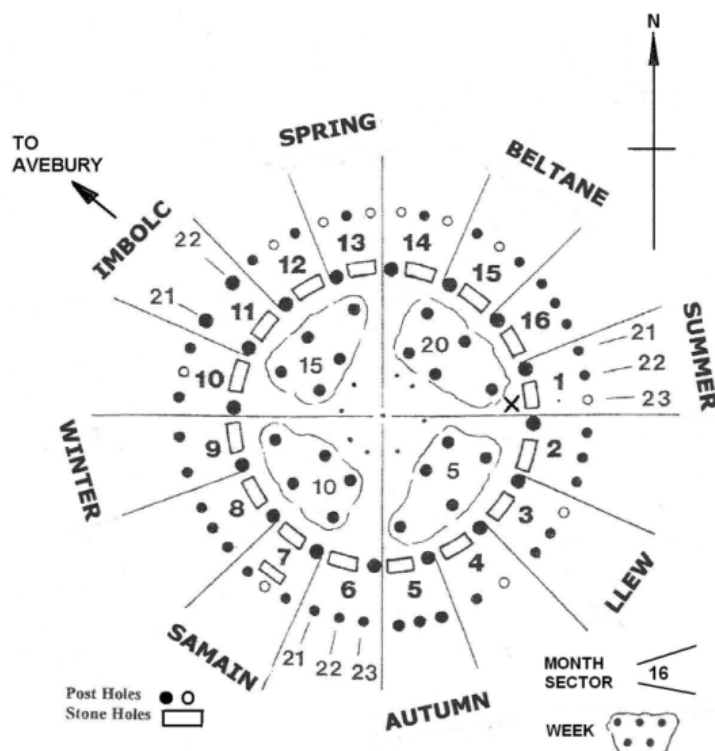 N
SPRING
TO
AVEBURY
BELTANE
IMBOLC
22
21
13
14
12
15
11
16
SUMMER
21
22
23
10
15
20
1
9
2
WINTER
10
5
8
3
7
4
6
5
LLEW
SAMAIN
21
22
23
AUTUMN
MONTH
SECTOR
16
Post Holes
Stone Holes
WEEK